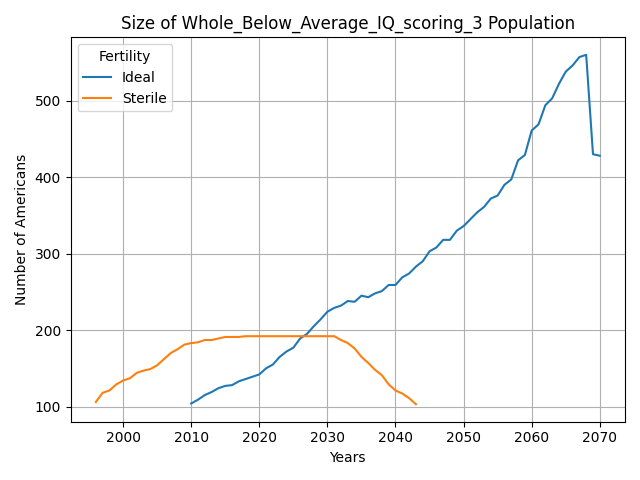 Size of Whole_Below_Average_IQ_scoring_3 Population
Fertility
Ideal
Sterile
Number of Americans
500
400
300
200
100
2000
2010
2020
2030
2040
2050
2060
2070
Years